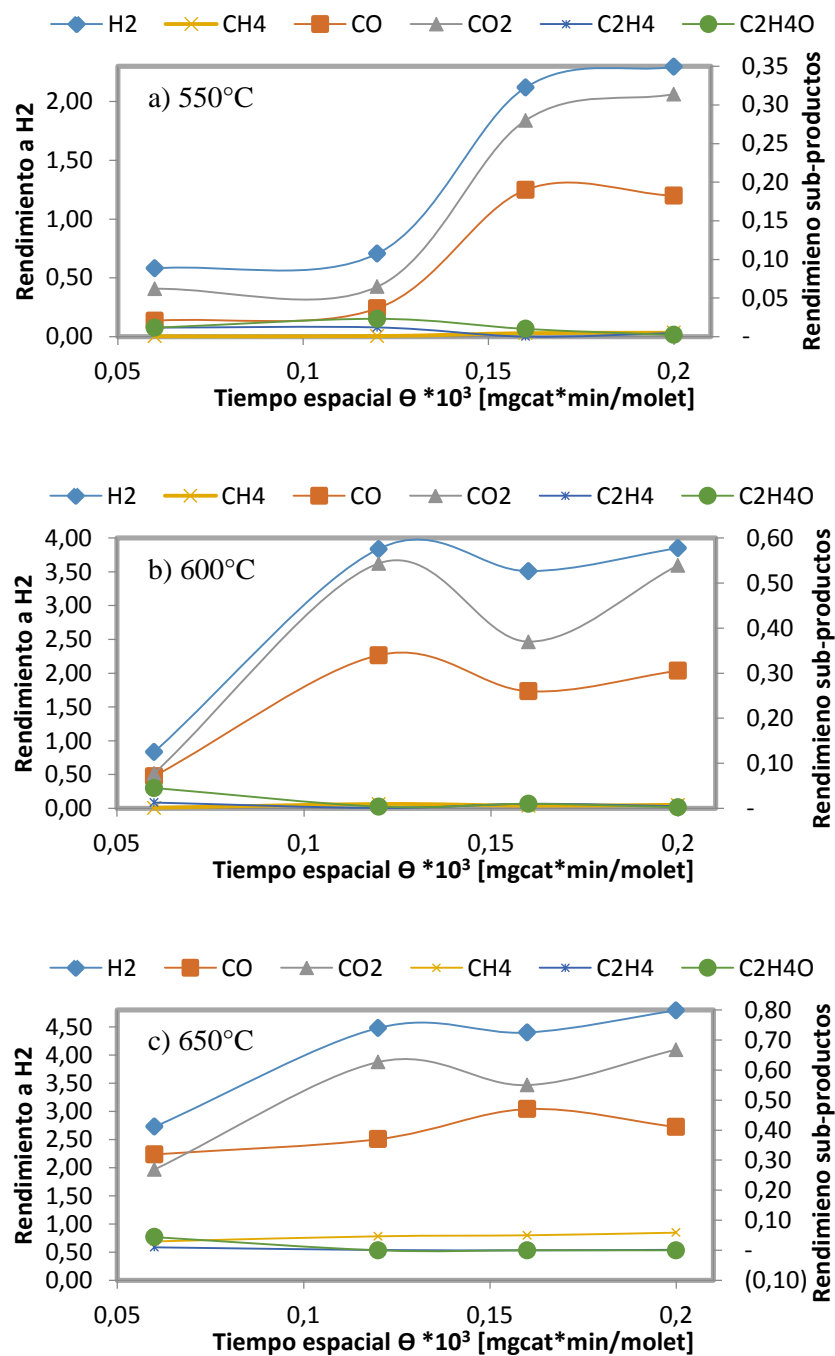 H2 CH4 CO CO2 C2H4 C2H4O
a) 550°C
Rendimiento a H2
2,00
1,50
1,00
0,50
0,00
0,35
0,30
0,25
0,20
0,15
0,10
0,05
-
Rendimieno sub-productos
0,05 0,1 0,15 0,2
Tiempo espacial Ɵ *10³ [mgcat*min/molet]
H2 CH4 CO CO2 C2H4 C2H4O
b) 600°C
Rendimiento a H2
4,00
3,50
3,00
2,50
2,00
1,50
1,00
0,50
0,00
0,60
0,50
0,40
0,30
0,20
0,10
-
Rendimieno sub-productos
0,05 0,1 0,15 0,2
Tiempo espacial Ɵ *10³ [mgcat*min/molet]
H2 CO CO2 CH4 C2H4 C2H4O
c) 650°C
Rendimiento a H2
4,50
4,00
3,50
3,00
2,50
2,00
1,50
1,00
0,50
0,00
0,80
0,70
0,60
0,50
0,40
0,30
0,20
0,10
-
(0,10)
Rendimieno sub-productos
0,05 0,1 0,15 0,2
Tiempo espacial Ɵ *10³ [mgcat*min/molet]